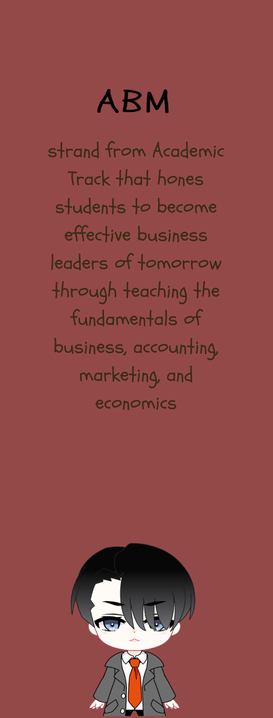 ABM
strand from Academic
Track that hones
students to become
effective business
leaders of tomorrow
through teaching the
fundamentals of
business, accounting,
marketing, and
economics